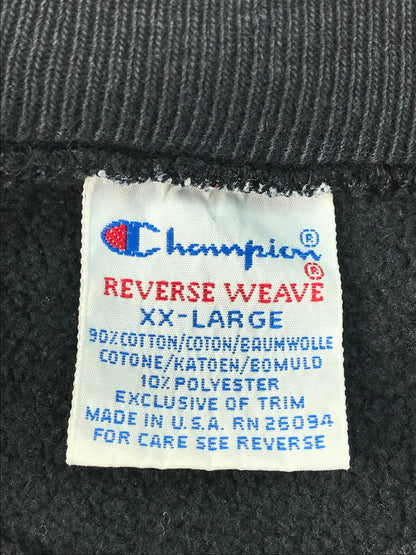 Champion®
®
REVERSE WEAVE
XX-LARGE
90% COTTON/COTON/BAUMWOLLE
COTONE/KATOEN/BOMULD
10% POLYESTER
EXCLUSIVE OF TRIM
MADE IN U.S.A. RN 26094
FOR CARE SEE REVERSE